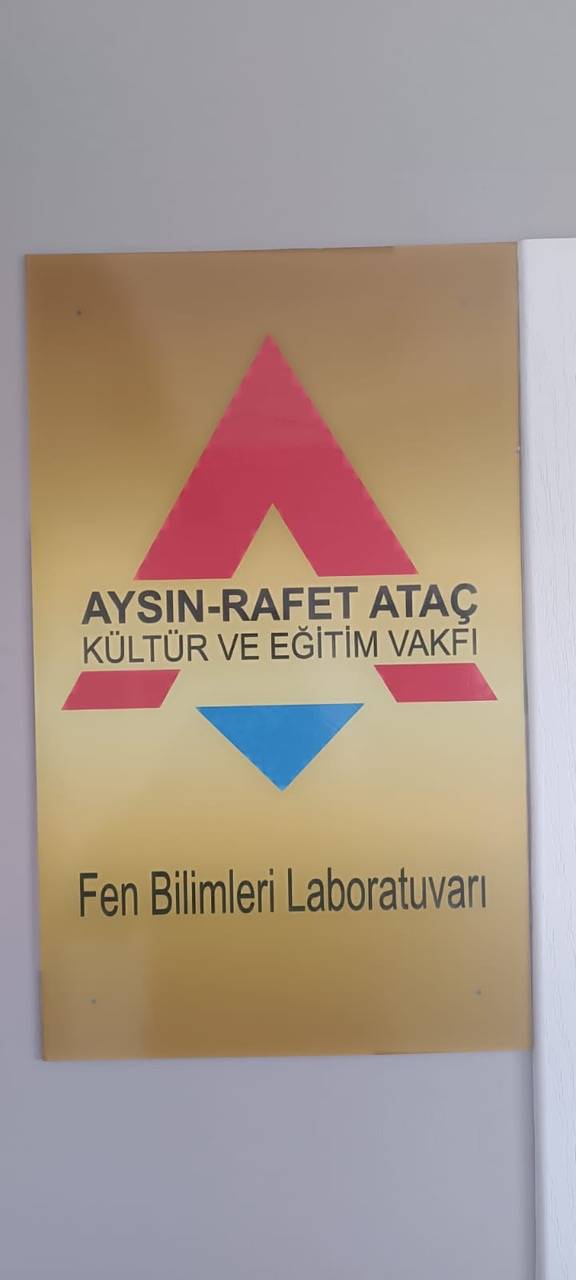 AYSIN-RAFET ATAÇ
KÜLTÜR VE EĞİTİM VAKFI
Fen Bilimleri Laboratuvarı